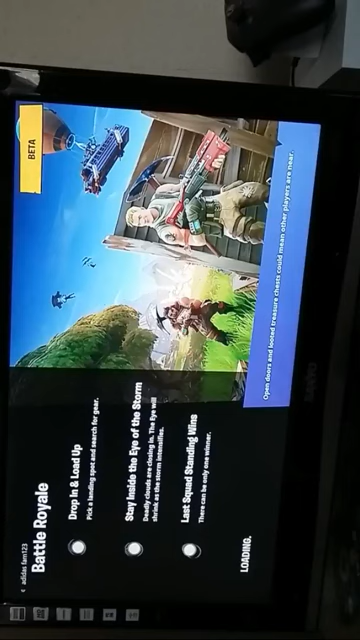 adidas fam123
Battle Royale
Drop In & Load Up
Pick a landing spot and search for gear.
Stay Inside the Eye of the Storm
Deadly clouds are closing in. The Eye will
shrink as the storm intensifies.
Last Squad Standing Wins
There can be only one winner.
LOADING.
BETA
Open doors and looted treasure chests could mean other players are near.